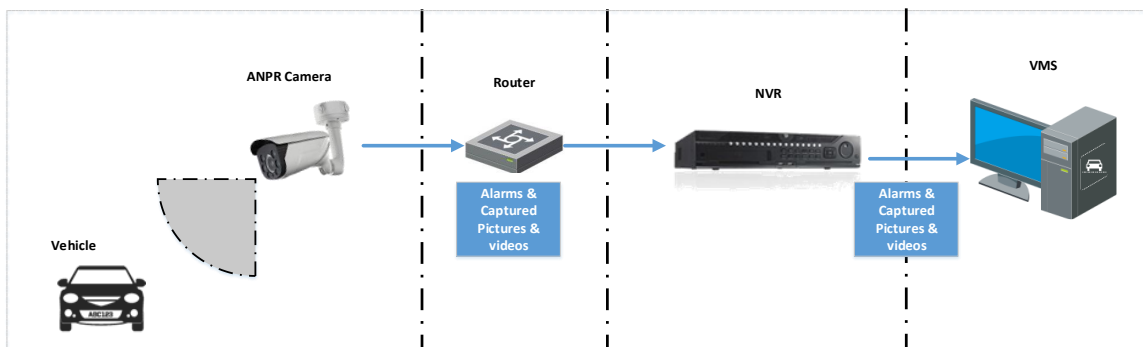 ANPR Camera
Router
NVR
VMS
Alarms &
Captured
Pictures &
videos
Alarms &
Captured
Pictures &
videos
Vehicle
ABC123